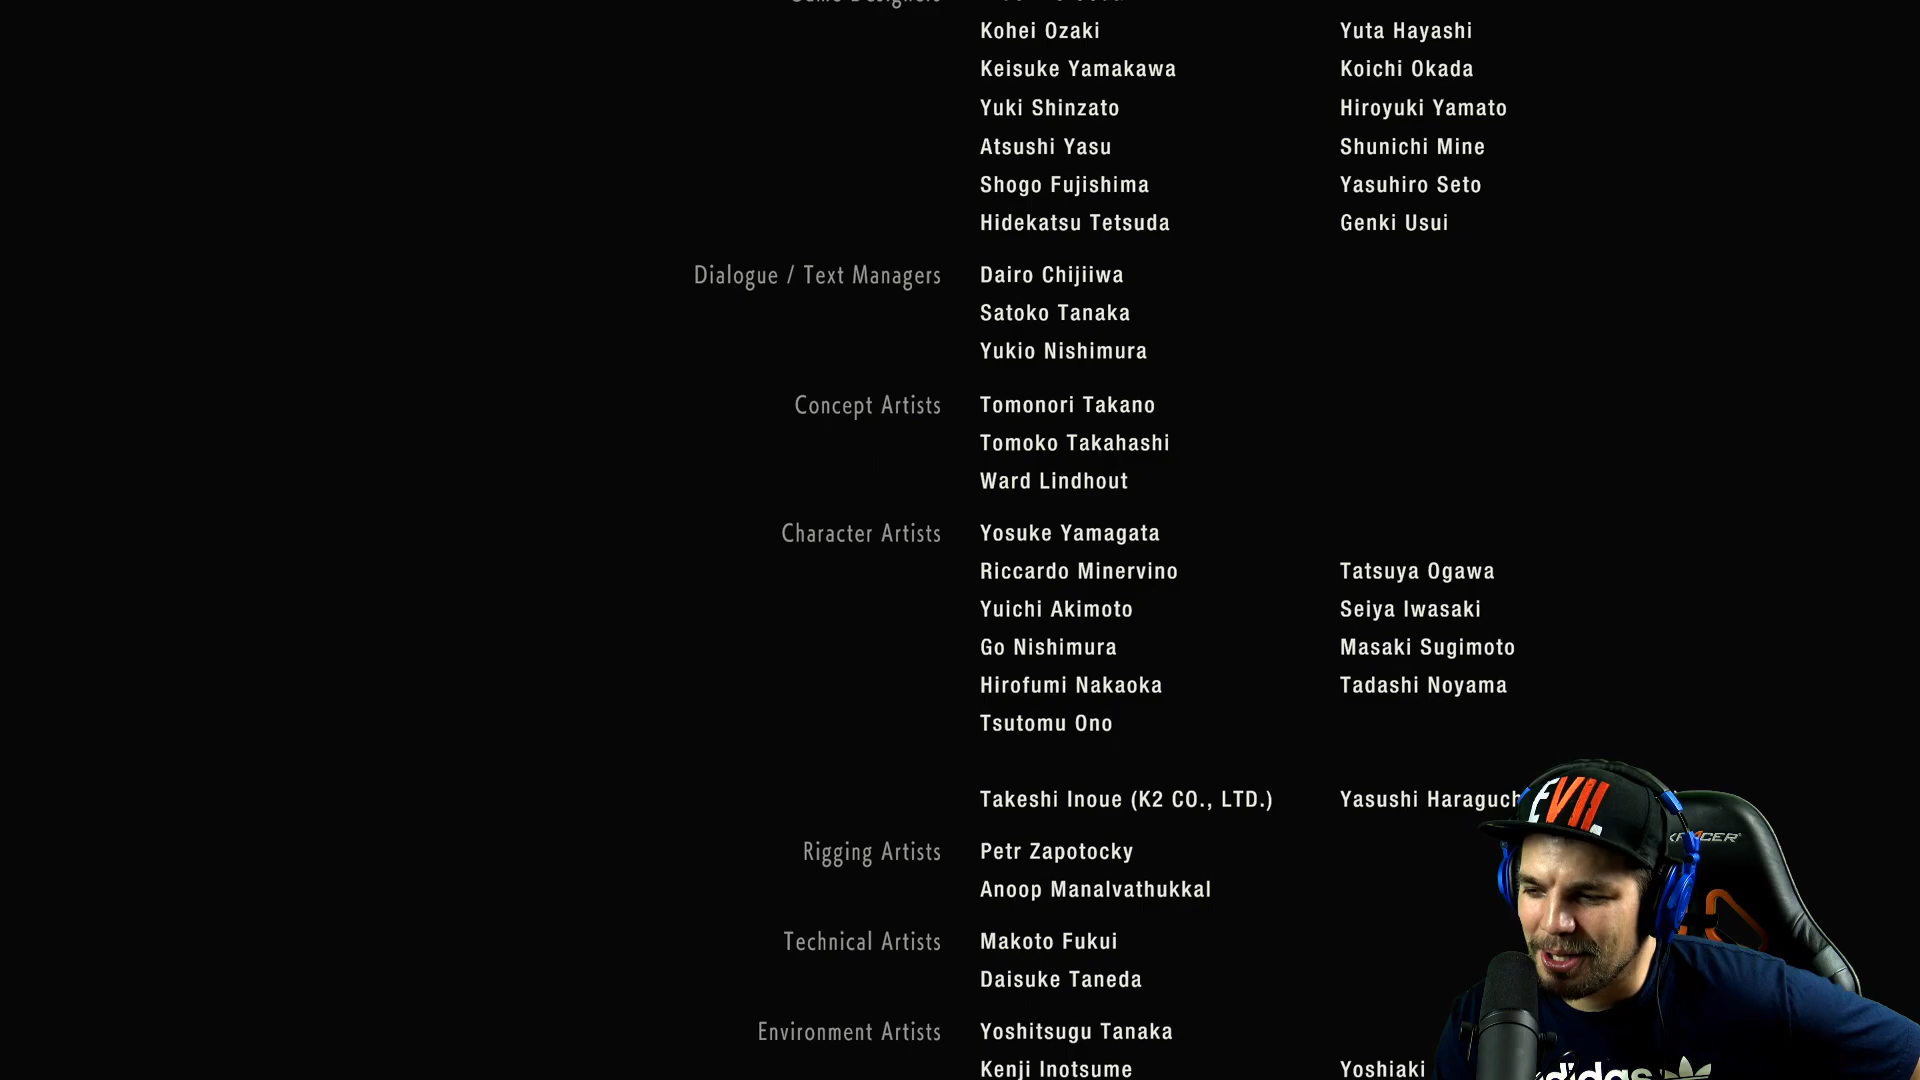 Kohei Ozaki Yuta Hayashi
Keisuke Yamakawa Koichi Okada
Yuki Shinzato Hiroyuki Yamato
Atsushi Yasu Shunichi Mine
Shogo Fujishima Yasuhiro Seto
Hidekatsu Tetsuda Genki Usui
Dialogue / Text Managers Dairo Chijiiwa
Satoko Tanaka
Yukio Nishimura
Concept Artists Tomonori Takano
Tomoko Takahashi
Ward Lindhout
Character Artists Yosuke Yamagata
Riccardo Minervino Tatsuya Ogawa
Yuichi Akimoto Seiya Iwasaki
Go Nishimura Masaki Sugimoto
Hirofumi Nakaoka Tadashi Noyama
Tsutomu Ono
Takeshi Inoue (K2 CO., LTD.) Yasushi Haraguch
EVIL
Rigging Artists Petr Zapotocky
Anoop Manalvathukkal
Technical Artists Makoto Fukui
Daisuke Taneda
Environment Artists Yoshitsugu Tanaka
Kenji Inotsume Yoshiaki
adidas